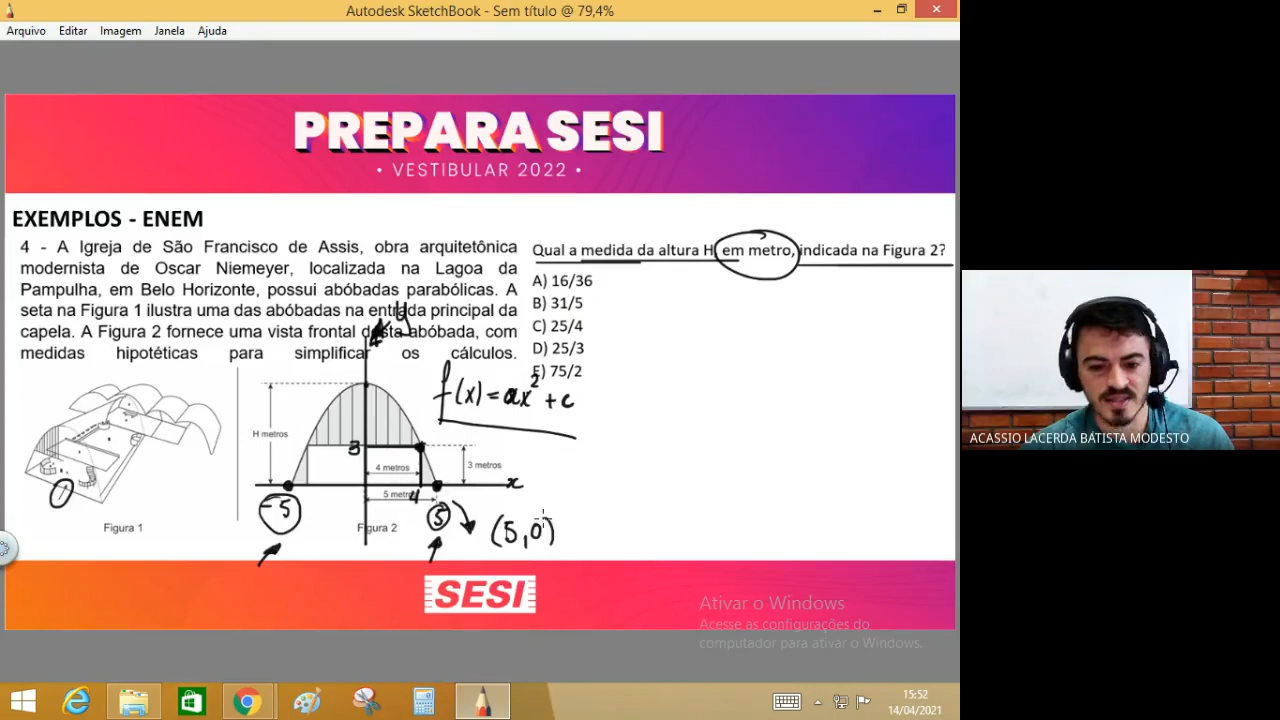 Autodesk SketchBook - Sem título @ 79,4%
Arquivo Editar Imagem Janela Ajuda
PREPARA SESI
• VESTIBULAR 2022 •
EXEMPLOS - ENEM
4 - A Igreja de São Francisco de Assis, obra arquitetônica
modernista de Oscar Niemeyer, localizada na Lagoa da
Pampulha, em Belo Horizonte, possui abóbadas parabólicas. A
seta na Figura 1 ilustra uma das abóbadas na entrada principal da
capela. A Figura 2 fornece uma vista frontal desta abóbada, com
medidas hipotéticas para simplificar os cálculos.
Qual a medida da altura H, em metro, indicada na Figura 2?
A) 16/36
B) 31/5
C) 25/4
D) 25/3
E) 75/2
y
f(x) = ax² + c
H metros
3
4 metros
3 metros
5 metros
4
x
-5
5
(5,0)
Figura 1
Figura 2
SESI
Ativar o Windows
Acesse as configurações do
computador para ativar o Windows.
ACASSIO LACERDA BATISTA MODESTO
15:52
14/04/2021